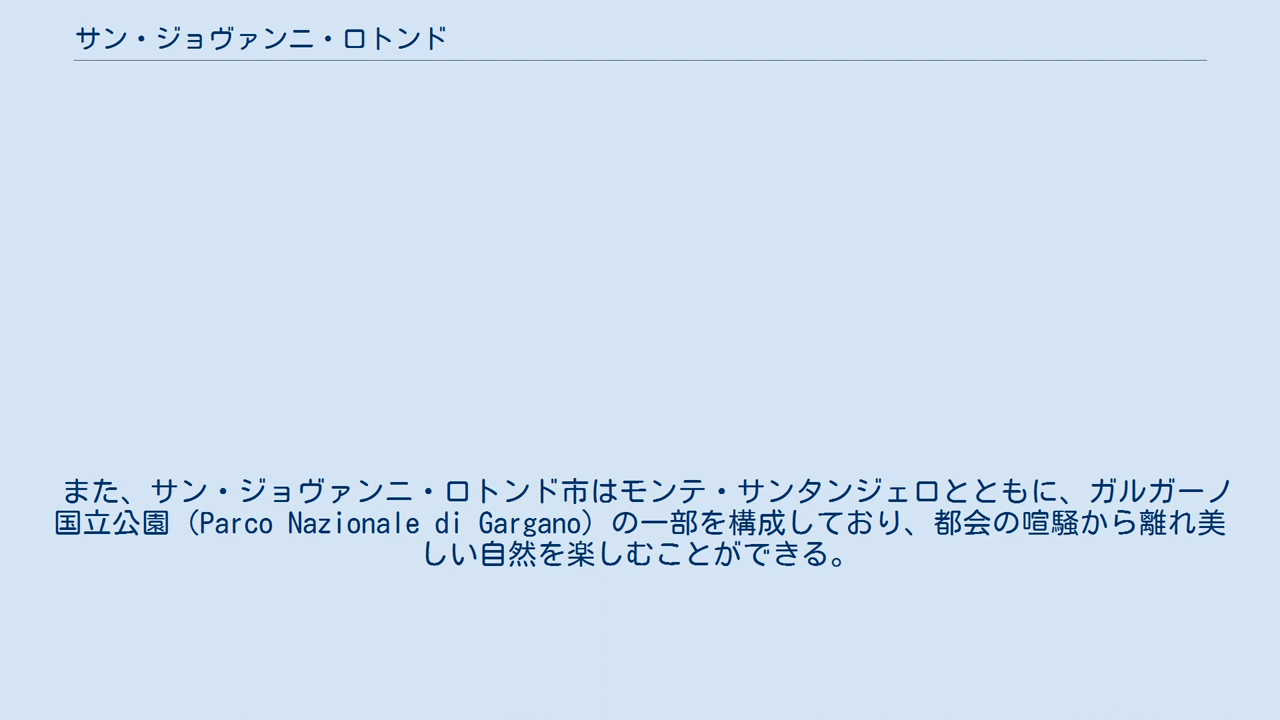 サン・ジョヴァンニ・ロトンド
また、サン・ジョヴァンニ・ロトンド市はモンテ・サンタンジェロとともに、ガルガーノ
国立公園（Parco Nazionale di Gargano）の一部を構成しており、都会の喧騒から離れ美
しい自然を楽しむことができる。